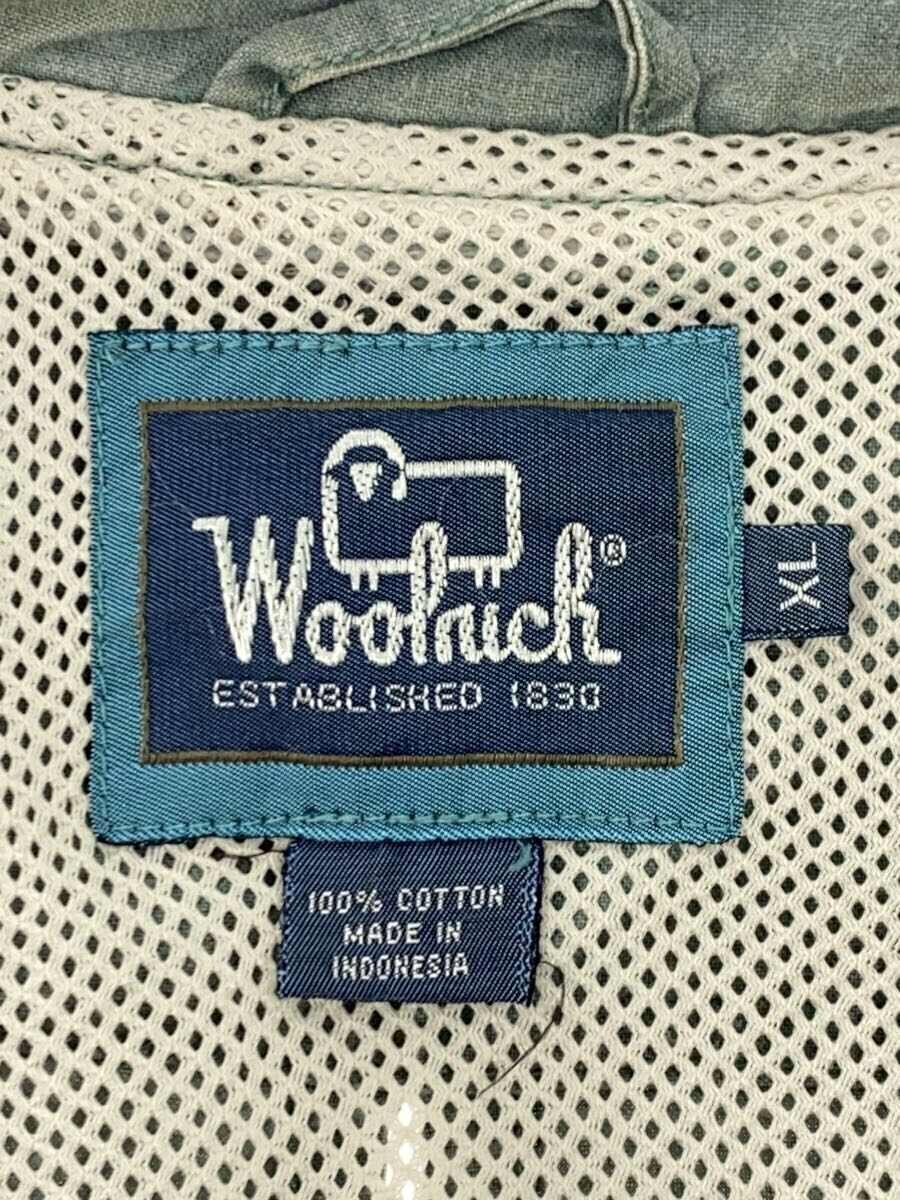 Woolrich®
ESTABLISHED 1830
XL
100% COTTON
MADE IN
INDONESIA